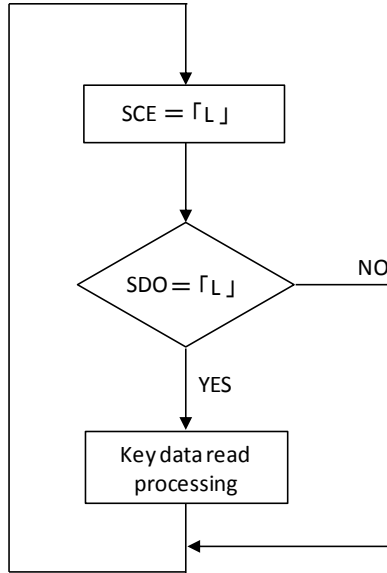 SCE＝「L」
SDO＝「L」
NO
YES
Key data read
processing